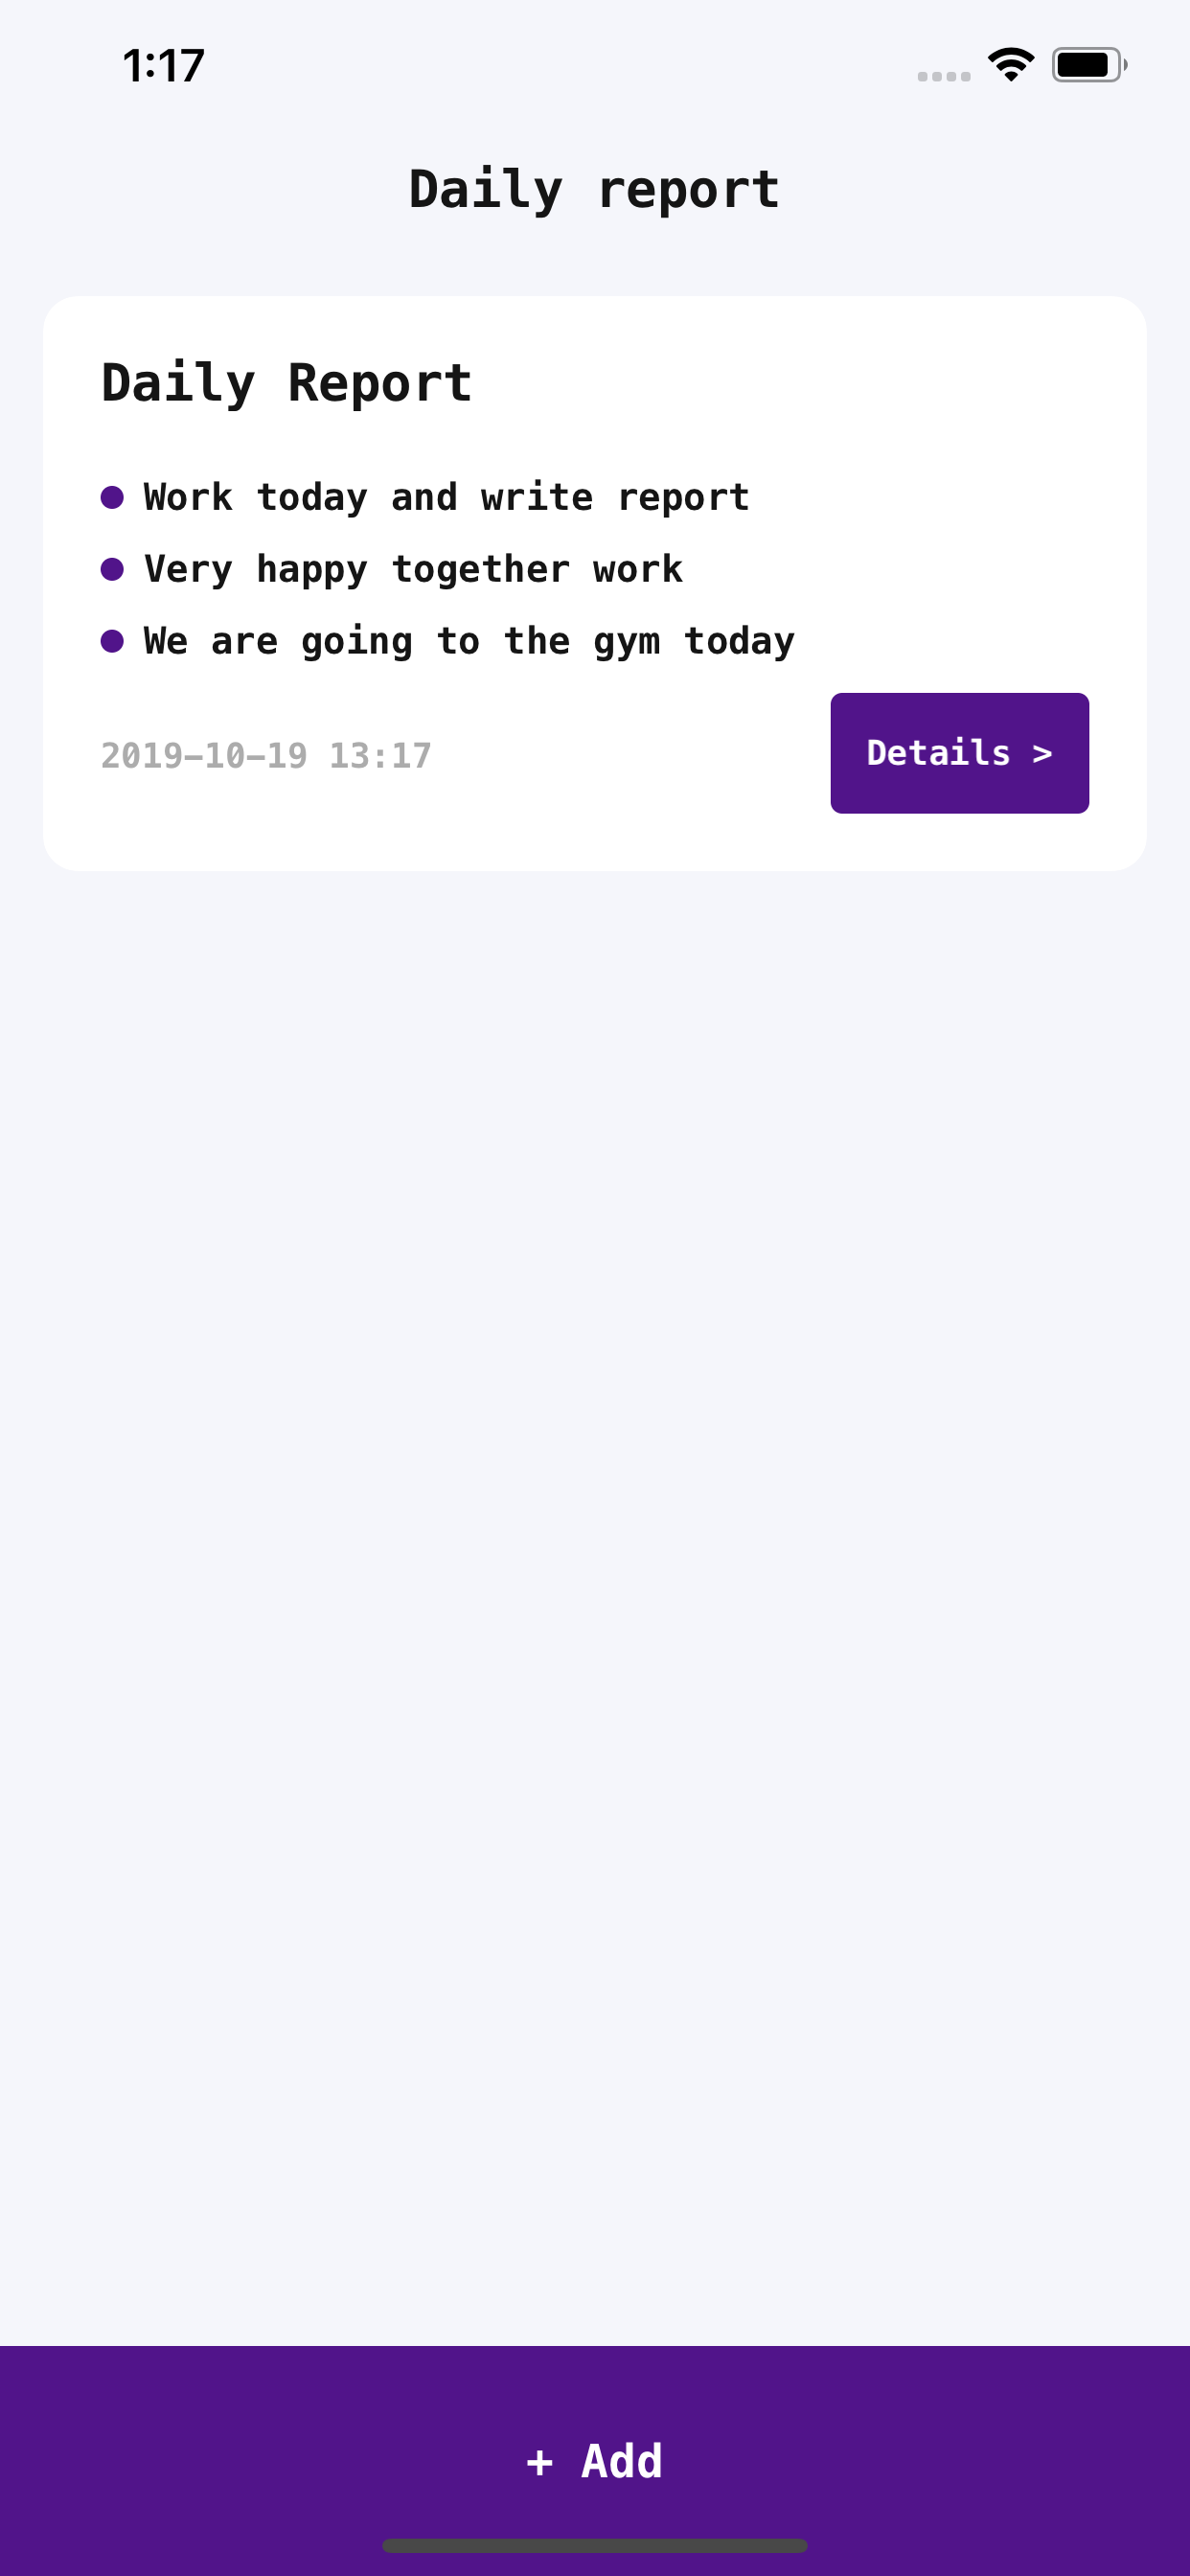 1:17
Daily report
Daily Report
Work today and write report
Very happy together work
We are going to the gym today
2019-10-19 13:17
Details >
+ Add